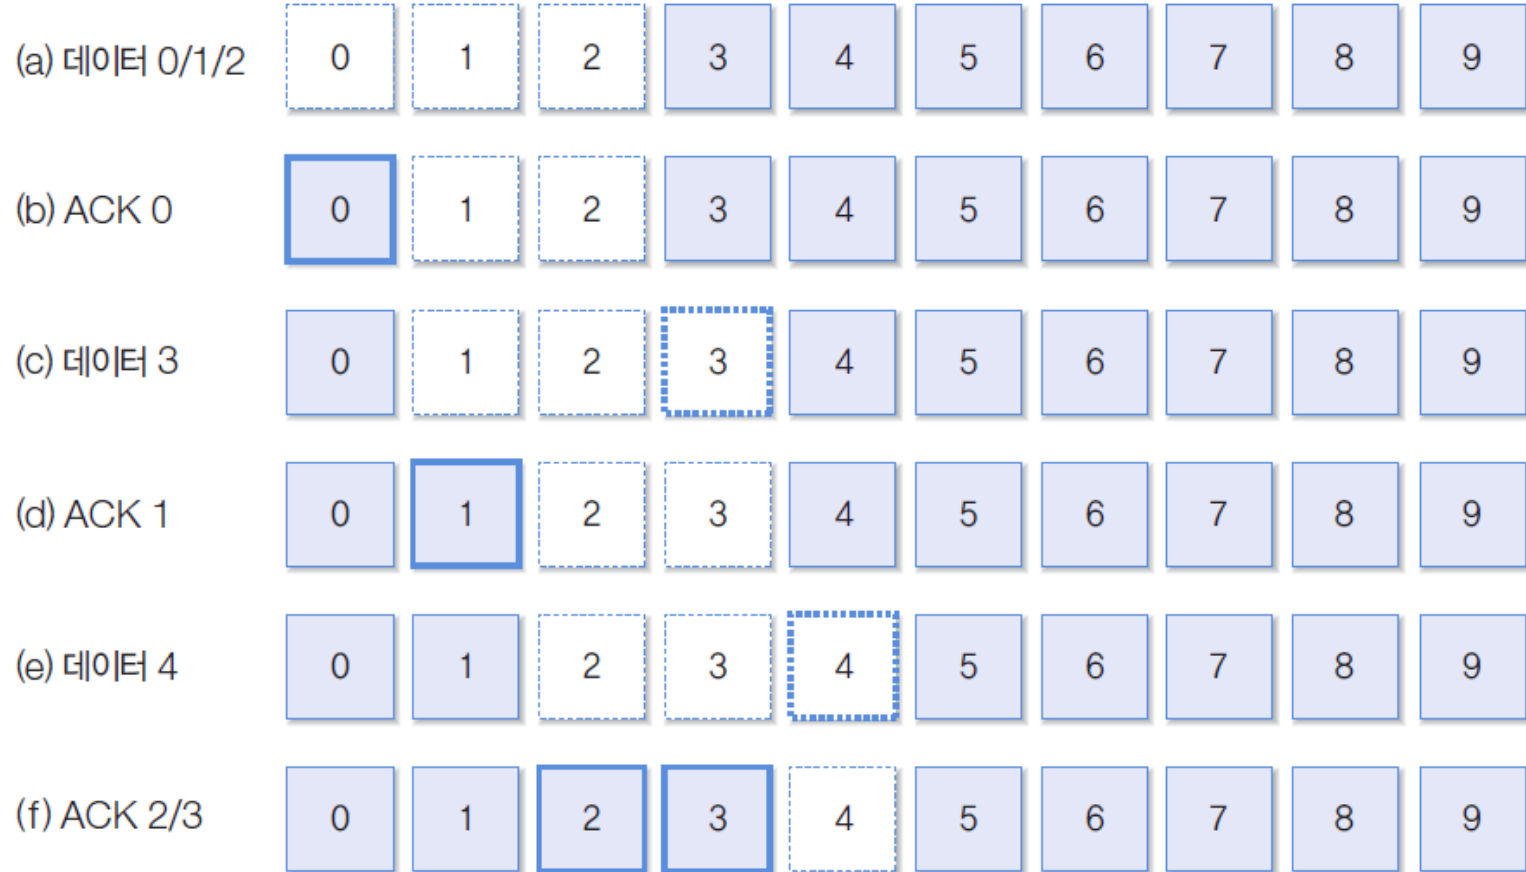 (a) 데이터 0/1/2 0 1 2 3 4 5 6 7 8 9
(b) ACK 0 0 1 2 3 4 5 6 7 8 9
(c) 데이터 3 0 1 2 3 4 5 6 7 8 9
(d) ACK 1 0 1 2 3 4 5 6 7 8 9
(e) 데이터 4 0 1 2 3 4 5 6 7 8 9
(f) ACK 2/3 0 1 2 3 4 5 6 7 8 9